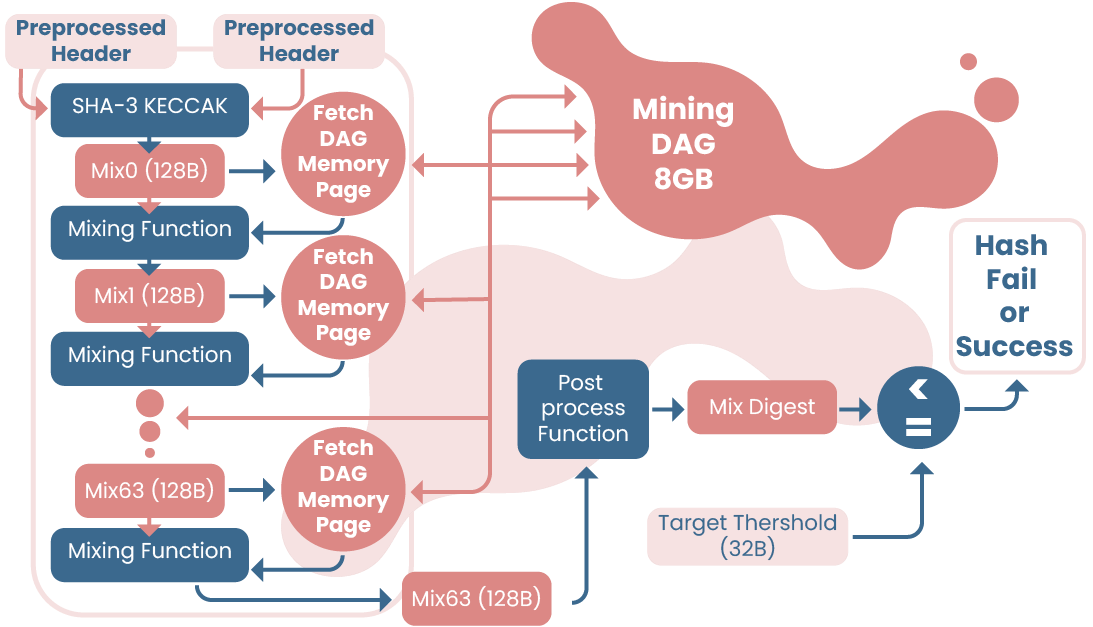 Preprocessed
Header
Preprocessed
Header
SHA-3 KECCAK
Fetch
DAG
Memory
Page
Mix0 (128B)
Mixing Function
Fetch
DAG
Memory
Page
Mix1 (128B)
Mixing Function
Fetch
DAG
Memory
Page
Mix63 (128B)
Mixing Function
Mix63 (128B)
Mining
DAG
8GB
Post
process
Function
Mix Digest
<
=
Target Thershold
(32B)
Hash
Fail
or
Success